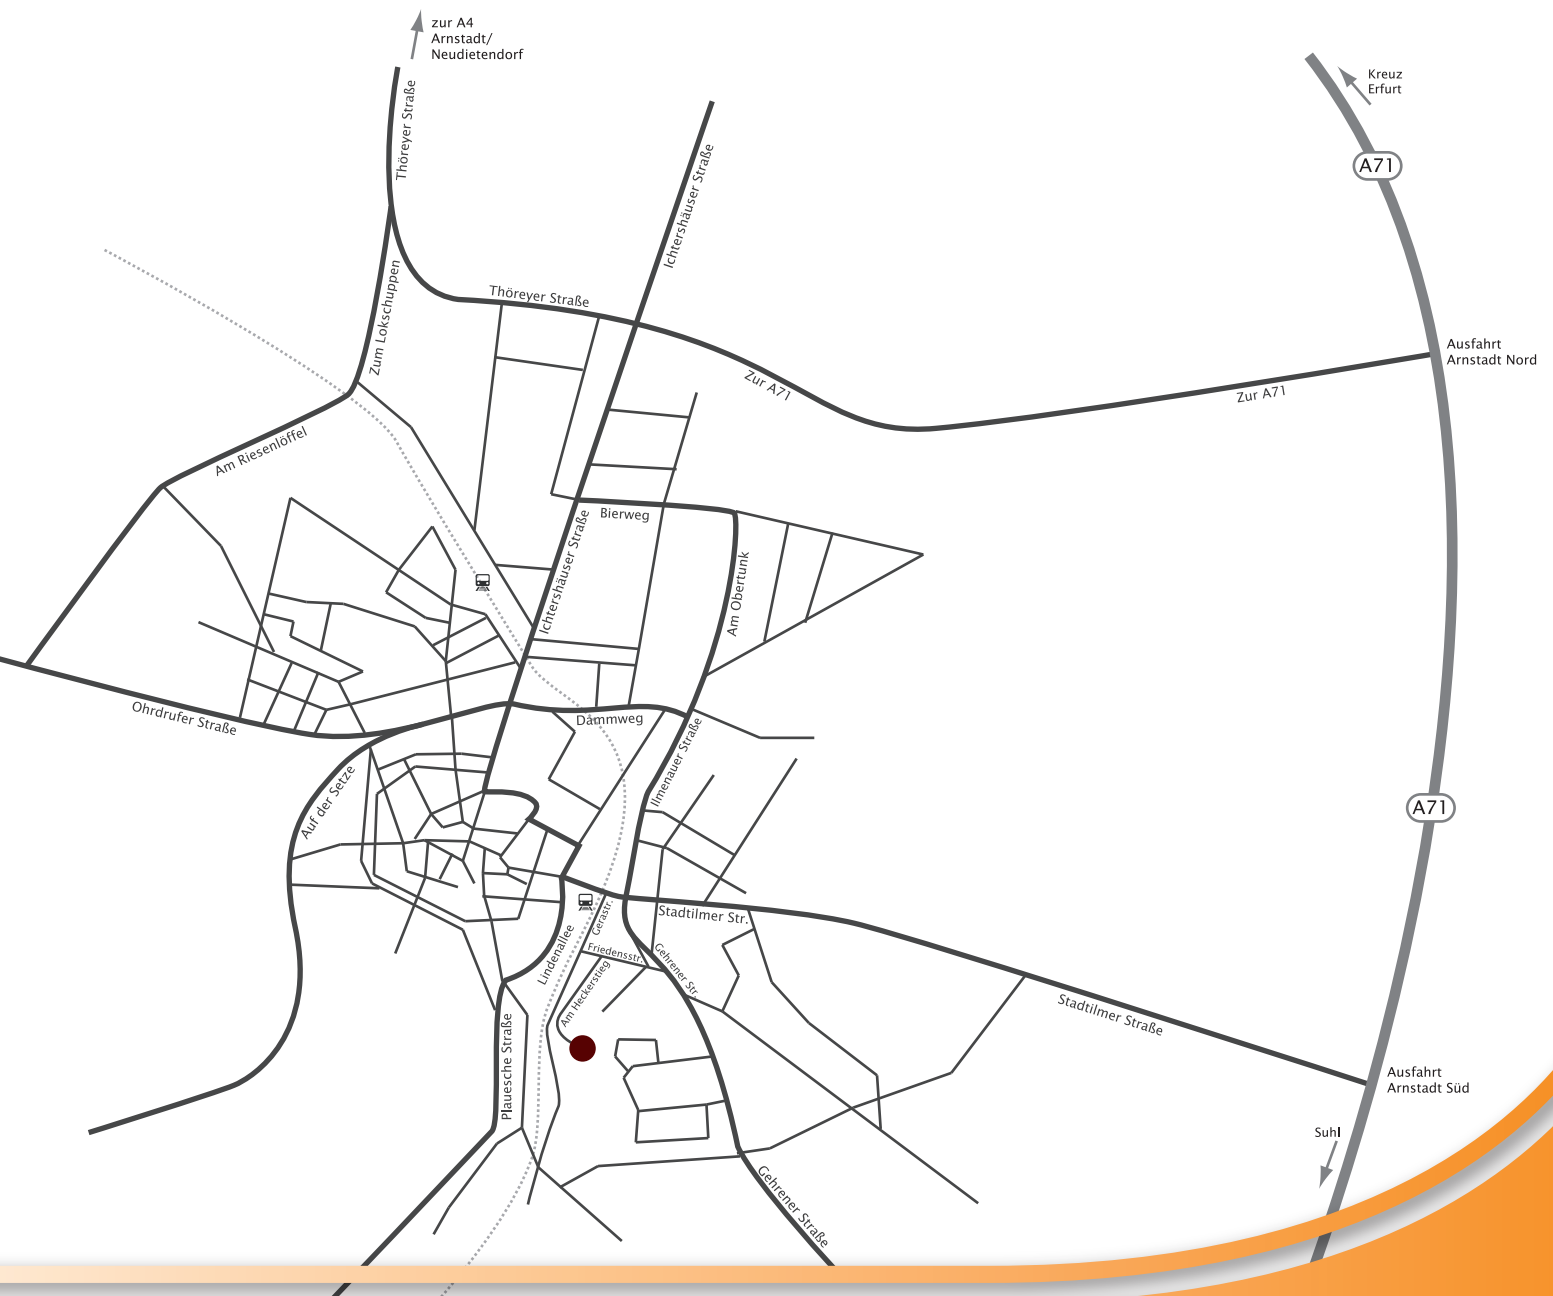 zur A4
Arnstadt/
Neudietendorf
Kreuz
Erfurt
Thöreyer Straße
A71
Ichtershäuser Straße
Zum Lokschuppen
Thöreyer Straße
Ausfahrt
Arnstadt Nord
Zur A71
Zur A71
Am Riesenlöffel
Bierweg
Ichtershäuser Straße
Am Obertunk
Ohrdrufer Straße
Dammweg
Ilmenauer Straße
Auf der Setze
A71
Stadtilmer Str.
Gerastr.
Lindenallee
Friedensstr.
Gehrener Str.
Am Heckerstieg
Stadtilmer Straße
Plauesche Straße
Ausfahrt
Arnstadt Süd
Suhl
Gehrener Straße